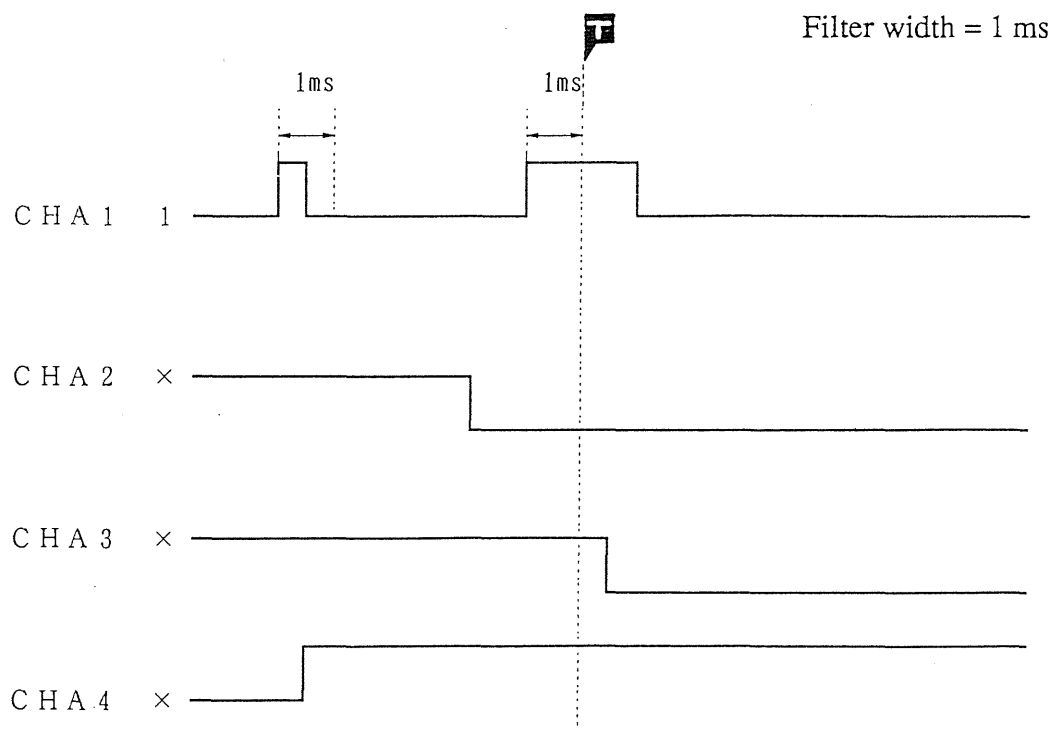 T
Filter width = 1 ms
1ms
1ms
CHA1 1
CHA2 ×
CHA3 ×
CHA4 ×